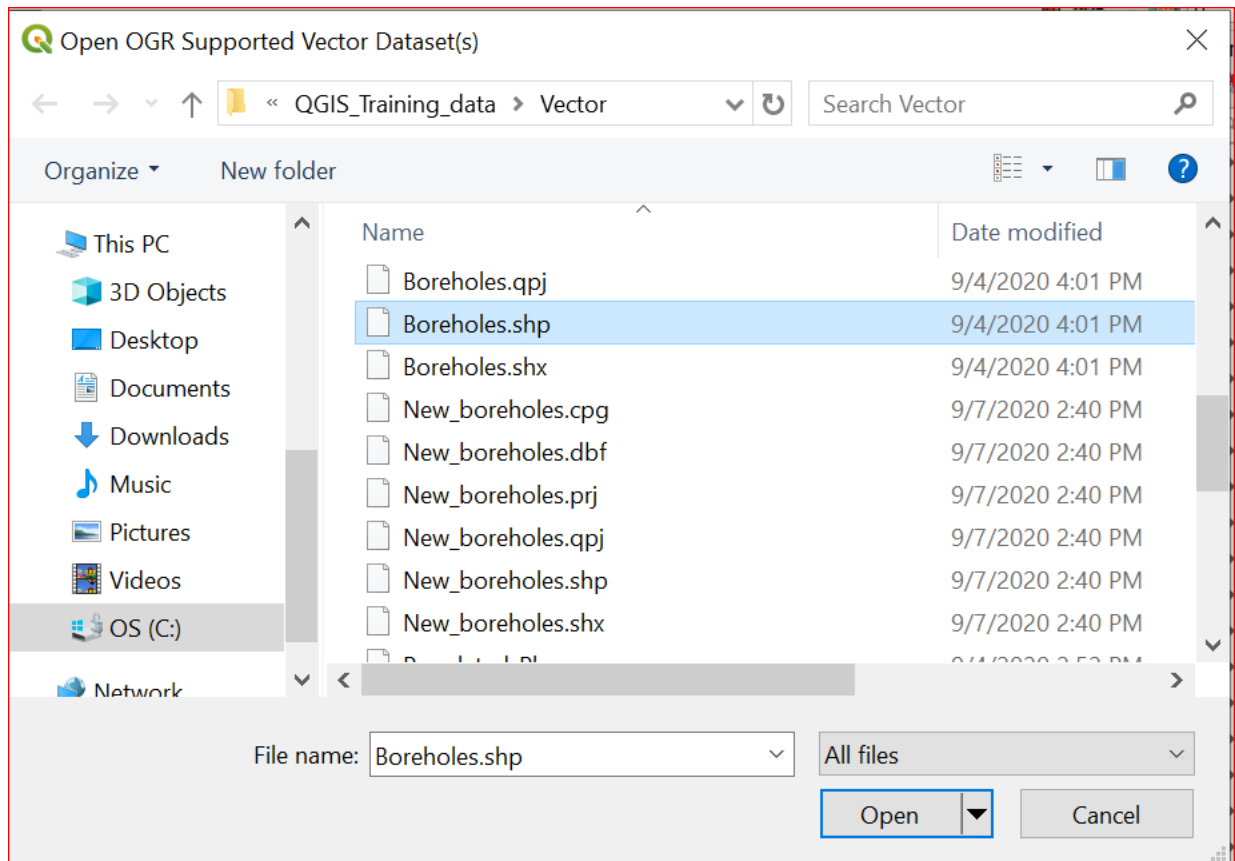 Open OGR Supported Vector Dataset(s)
« QGIS_Training_data > Vector
Search Vector
Organize
New folder
Name
Date modified
This PC
3D Objects
Desktop
Documents
Downloads
Music
Pictures
Videos
OS (C:)
Network
Boreholes.qpj 9/4/2020 4:01 PM
Boreholes.shp 9/4/2020 4:01 PM
Boreholes.shx 9/4/2020 4:01 PM
New_boreholes.cpg 9/7/2020 2:40 PM
New_boreholes.dbf 9/7/2020 2:40 PM
New_boreholes.prj 9/7/2020 2:40 PM
New_boreholes.qpj 9/7/2020 2:40 PM
New_boreholes.shp 9/7/2020 2:40 PM
New_boreholes.shx 9/7/2020 2:40 PM
File name: Boreholes.shp
All files
Open
Cancel